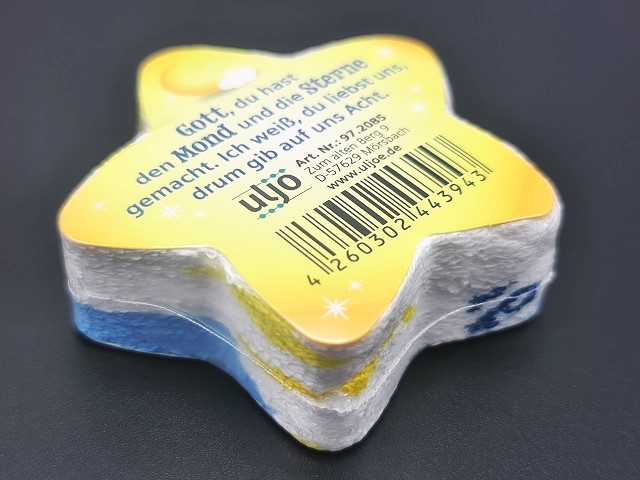 Gott, du hast
den Mond und die Sterne
gemacht. Ich weiß, du liebst uns,
drum gib auf uns Acht.
uljo
Art. Nr.: 97.2085
Zum alten Berg 9
D-57629 Mörsbach
www.uljoe.de
4 260302 443943